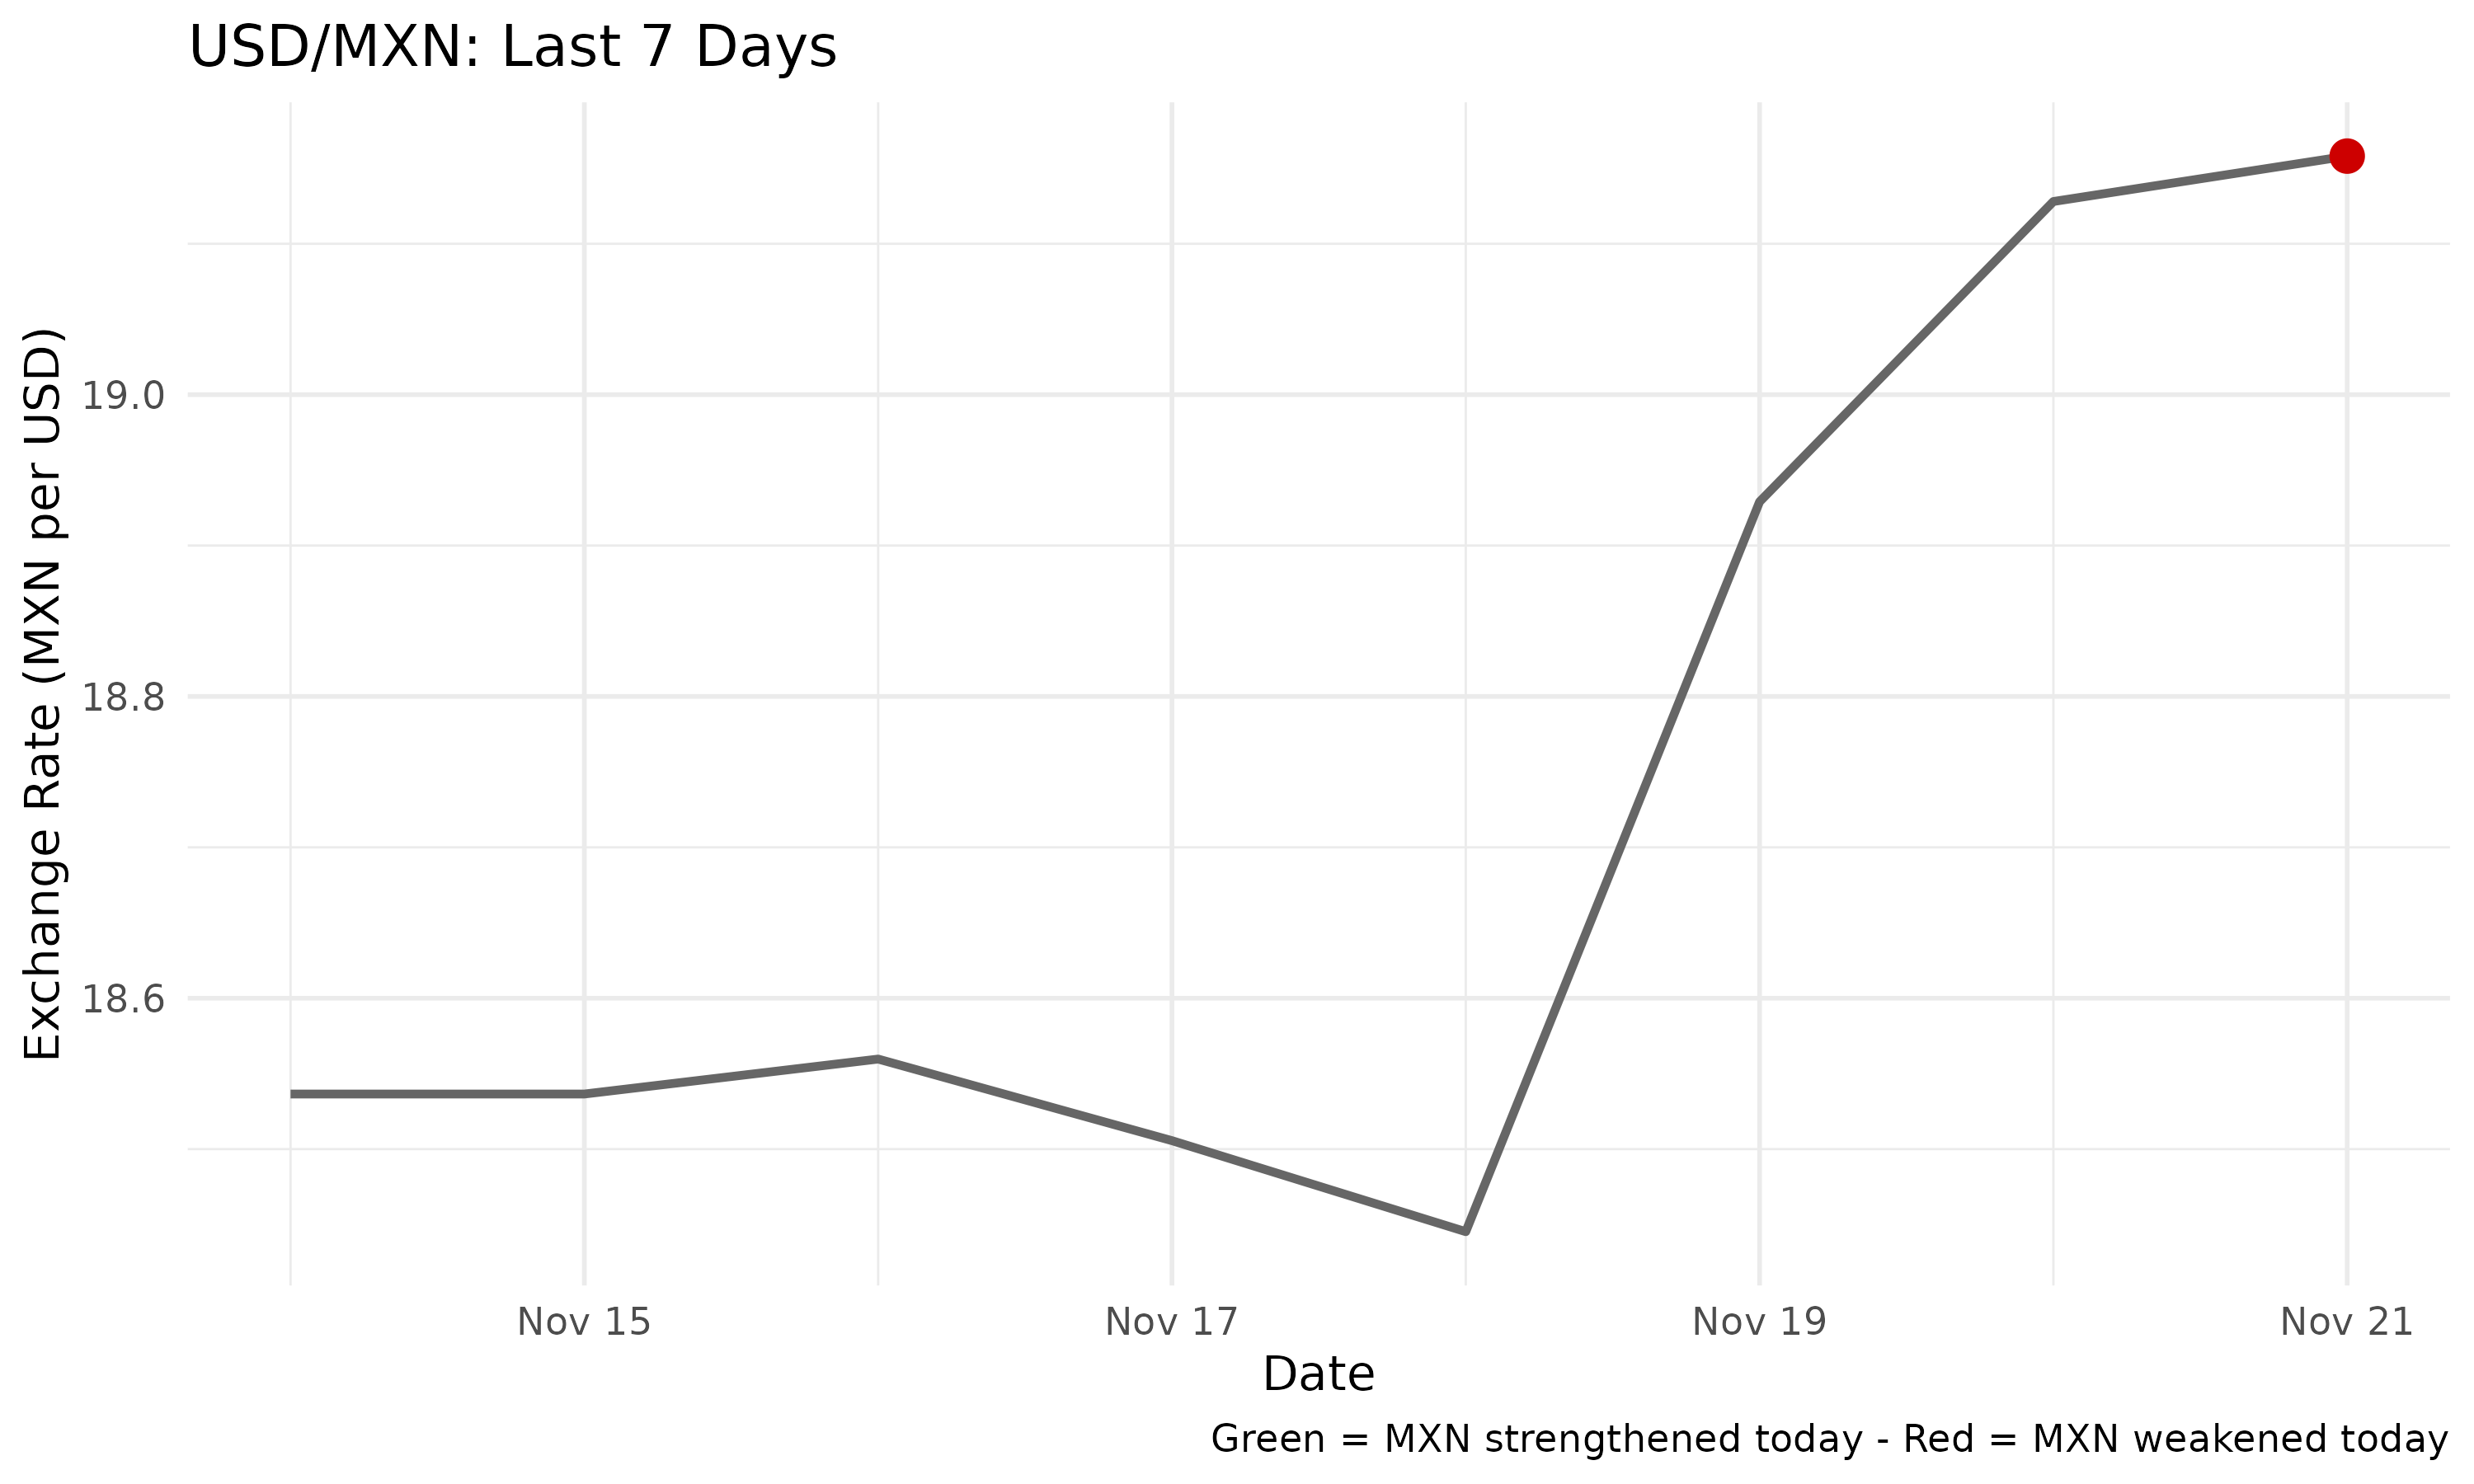 USD/MXN: Last 7 Days
Exchange Rate (MXN per USD)
19.0
18.8
18.6
Nov 15
Nov 17
Nov 19
Nov 21
Date
Green = MXN strengthened today - Red = MXN weakened today